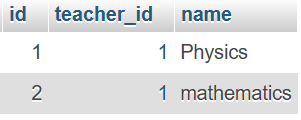 id teacher_id name
1 1 Physics
2 1 mathematics